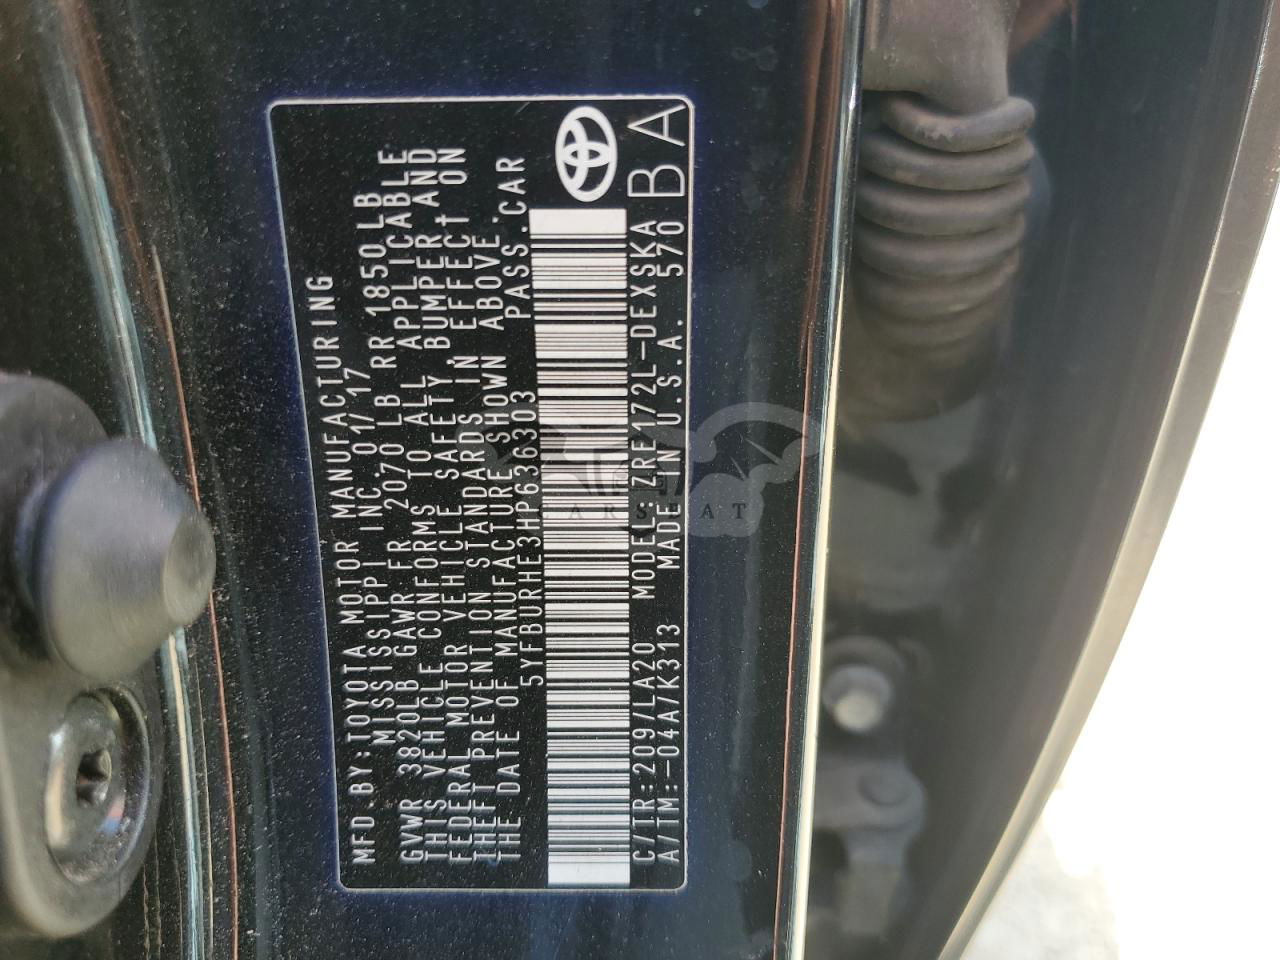 MFD.BY:TOYOTA MOTOR MANUFACTURING
MISSISSIPPI INC. 01/17
GVWR 3820LB GAWR FR 2070 LB RR 1850 LB
THIS VEHICLE CONFORMS TO ALL APPLICABLE
FEDERAL MOTOR VEHICLE SAFETY, BUMPER, AND
THEFT PREVENTION STANDARDS IN EFFECT ON
THE DATE OF MANUFACTURE SHOWN ABOVE.
5YFBURHE3HP636303 PASS.CAR
C/TR:209/LA20 MODEL:ZRE172L-DEXSKA
A/TM:-04A/K313 MADE IN U.S.A. 570
BA
CARSEAT